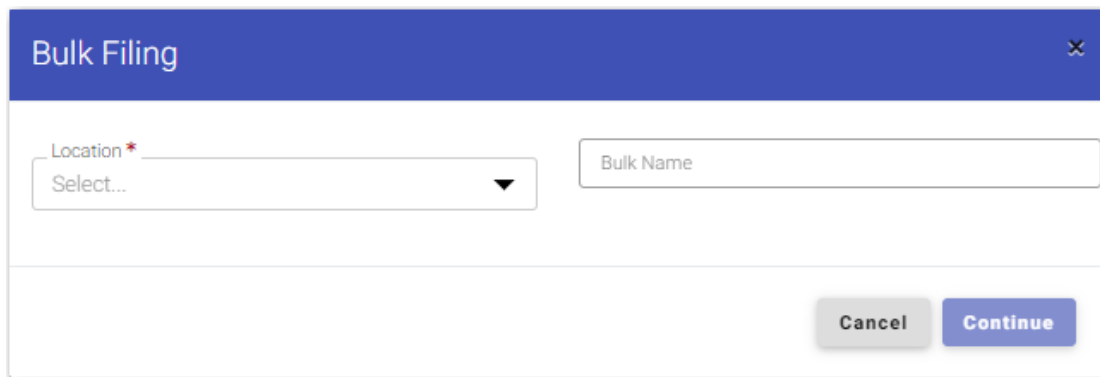 Bulk Filing
Location *
Select...
Bulk Name
Cancel
Continue